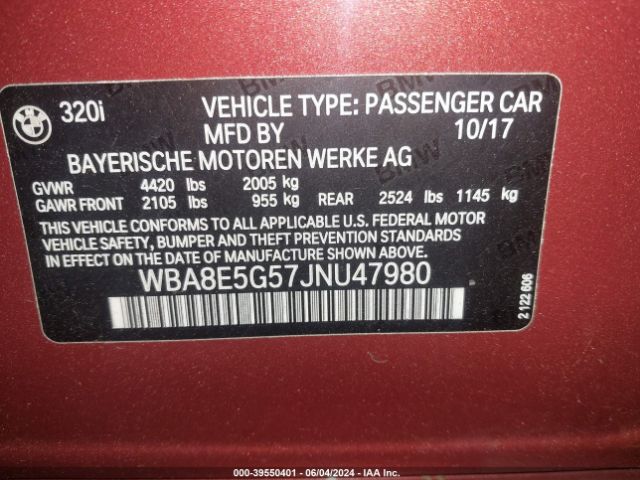 BMW
320i VEHICLE TYPE: PASSENGER CAR
MFD BY 10/17
BAYERISCHE MOTOREN WERKE AG
GVWR 4420 lbs 2005 kg
GAWR FRONT 2105 lbs 955 kg REAR 2524 lbs 1145 kg
THIS VEHICLE CONFORMS TO ALL APPLICABLE U.S. FEDERAL MOTOR
VEHICLE SAFETY, BUMPER AND THEFT PREVENTION STANDARDS
IN EFFECT ON THE DATE OF MANUFACTURE SHOWN ABOVE.
WBA8E5G57JNU47980
2 122 606
000-39550401 - 06/04/2024 - IAA Inc.